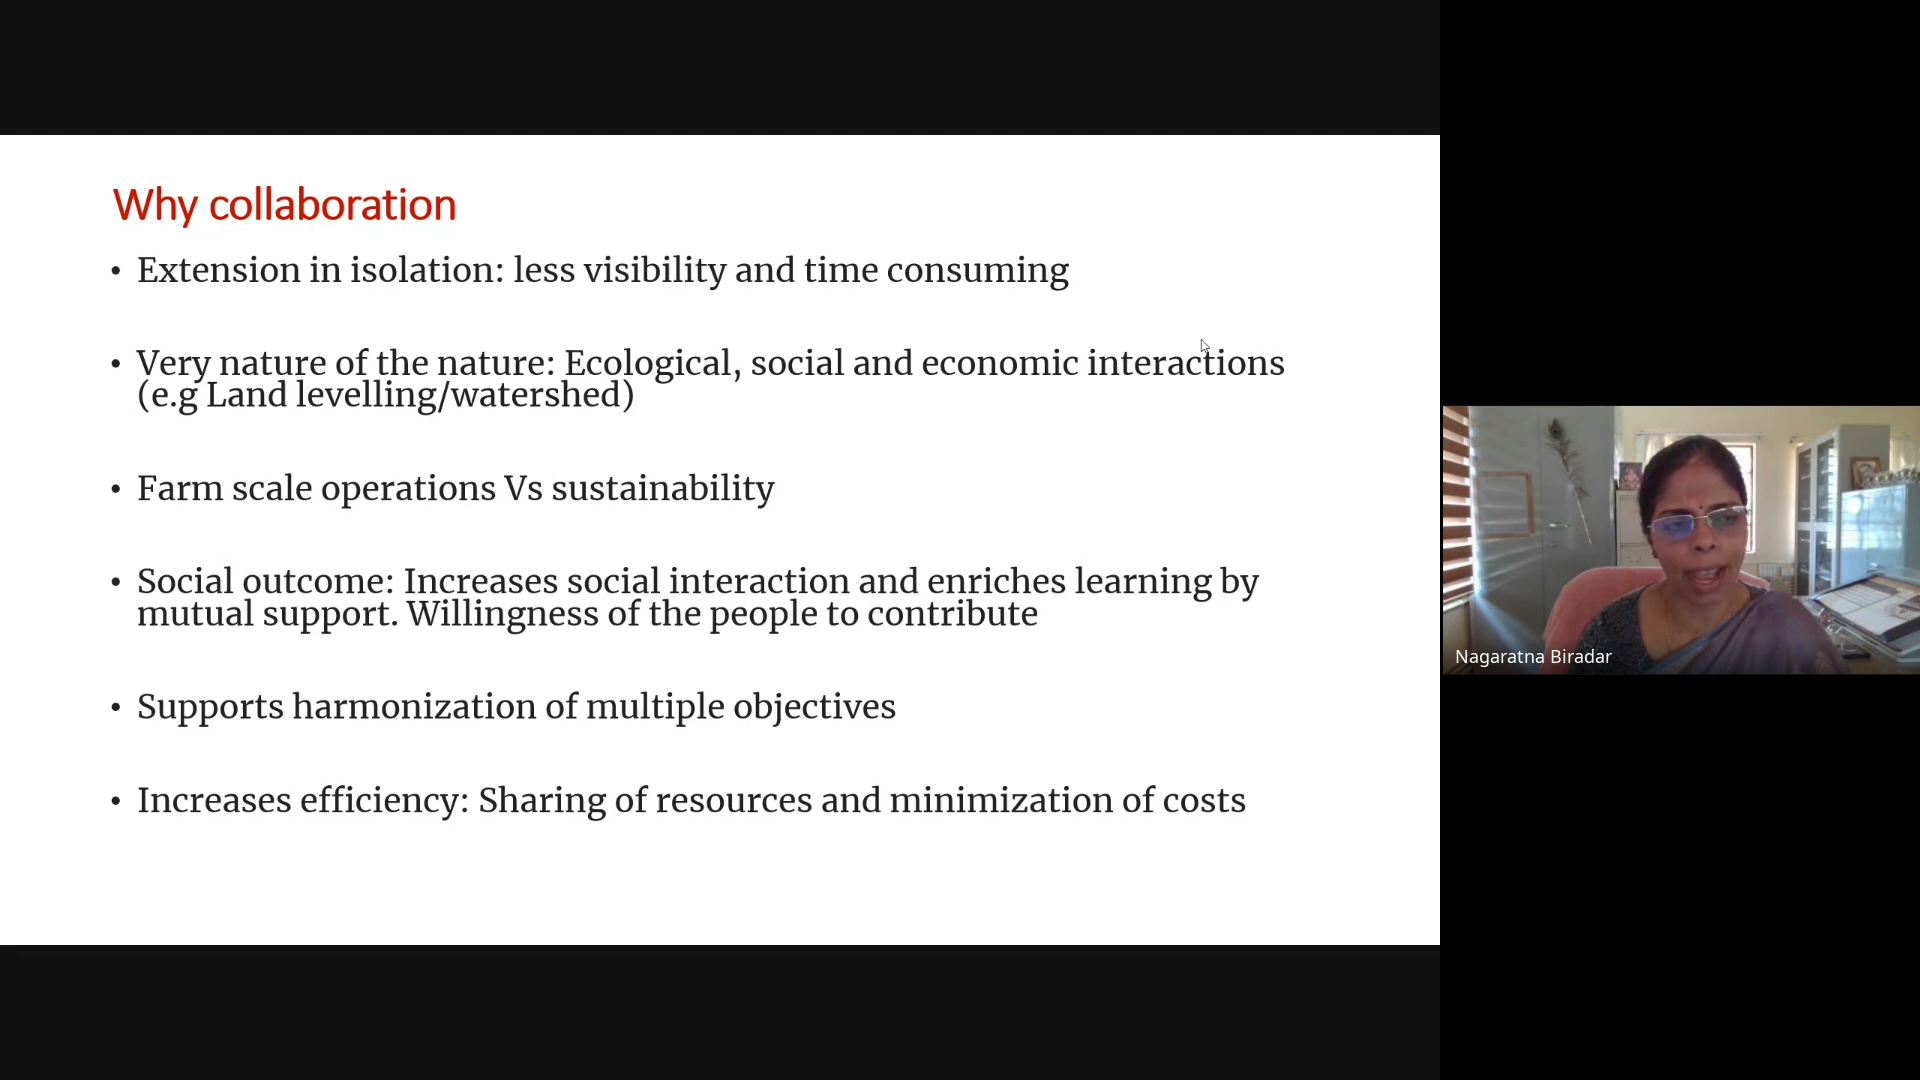 Why collaboration
• Extension in isolation: less visibility and time consuming
• Very nature of the nature: Ecological, social and economic interactions
(e.g Land levelling/watershed)
• Farm scale operations Vs sustainability
• Social outcome: Increases social interaction and enriches learning by
mutual support. Willingness of the people to contribute
• Supports harmonization of multiple objectives
• Increases efficiency: Sharing of resources and minimization of costs
Nagaratna Biradar